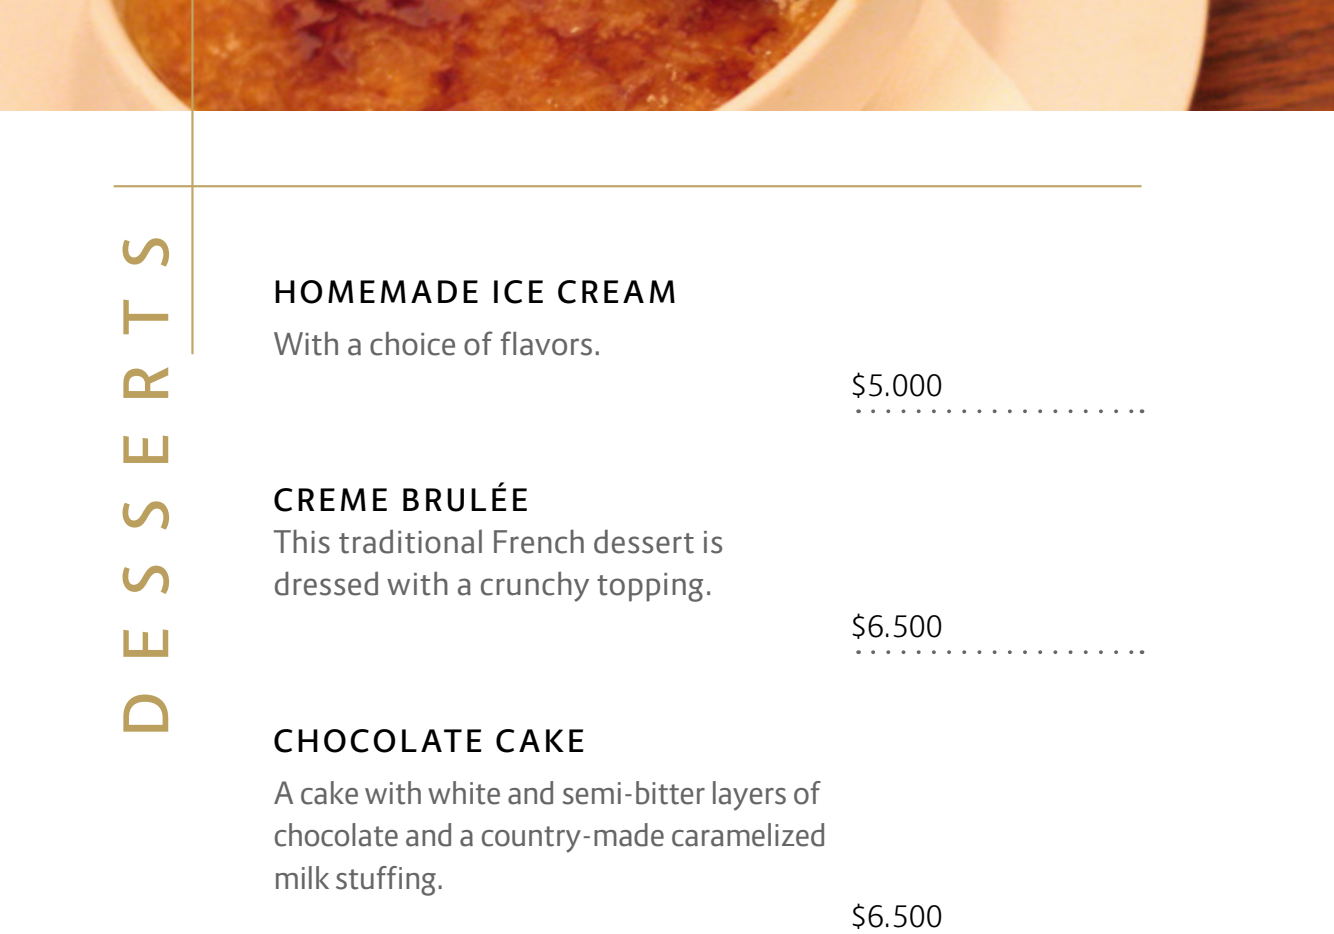 DESSERTS
HOMEMADE ICE CREAM
With a choice of flavors.
$5.000
CREME BRULÉE
This traditional French dessert is
dressed with a crunchy topping.
$6.500
CHOCOLATE CAKE
A cake with white and semi-bitter layers of
chocolate and a country-made caramelized
milk stuffing.
$6.500